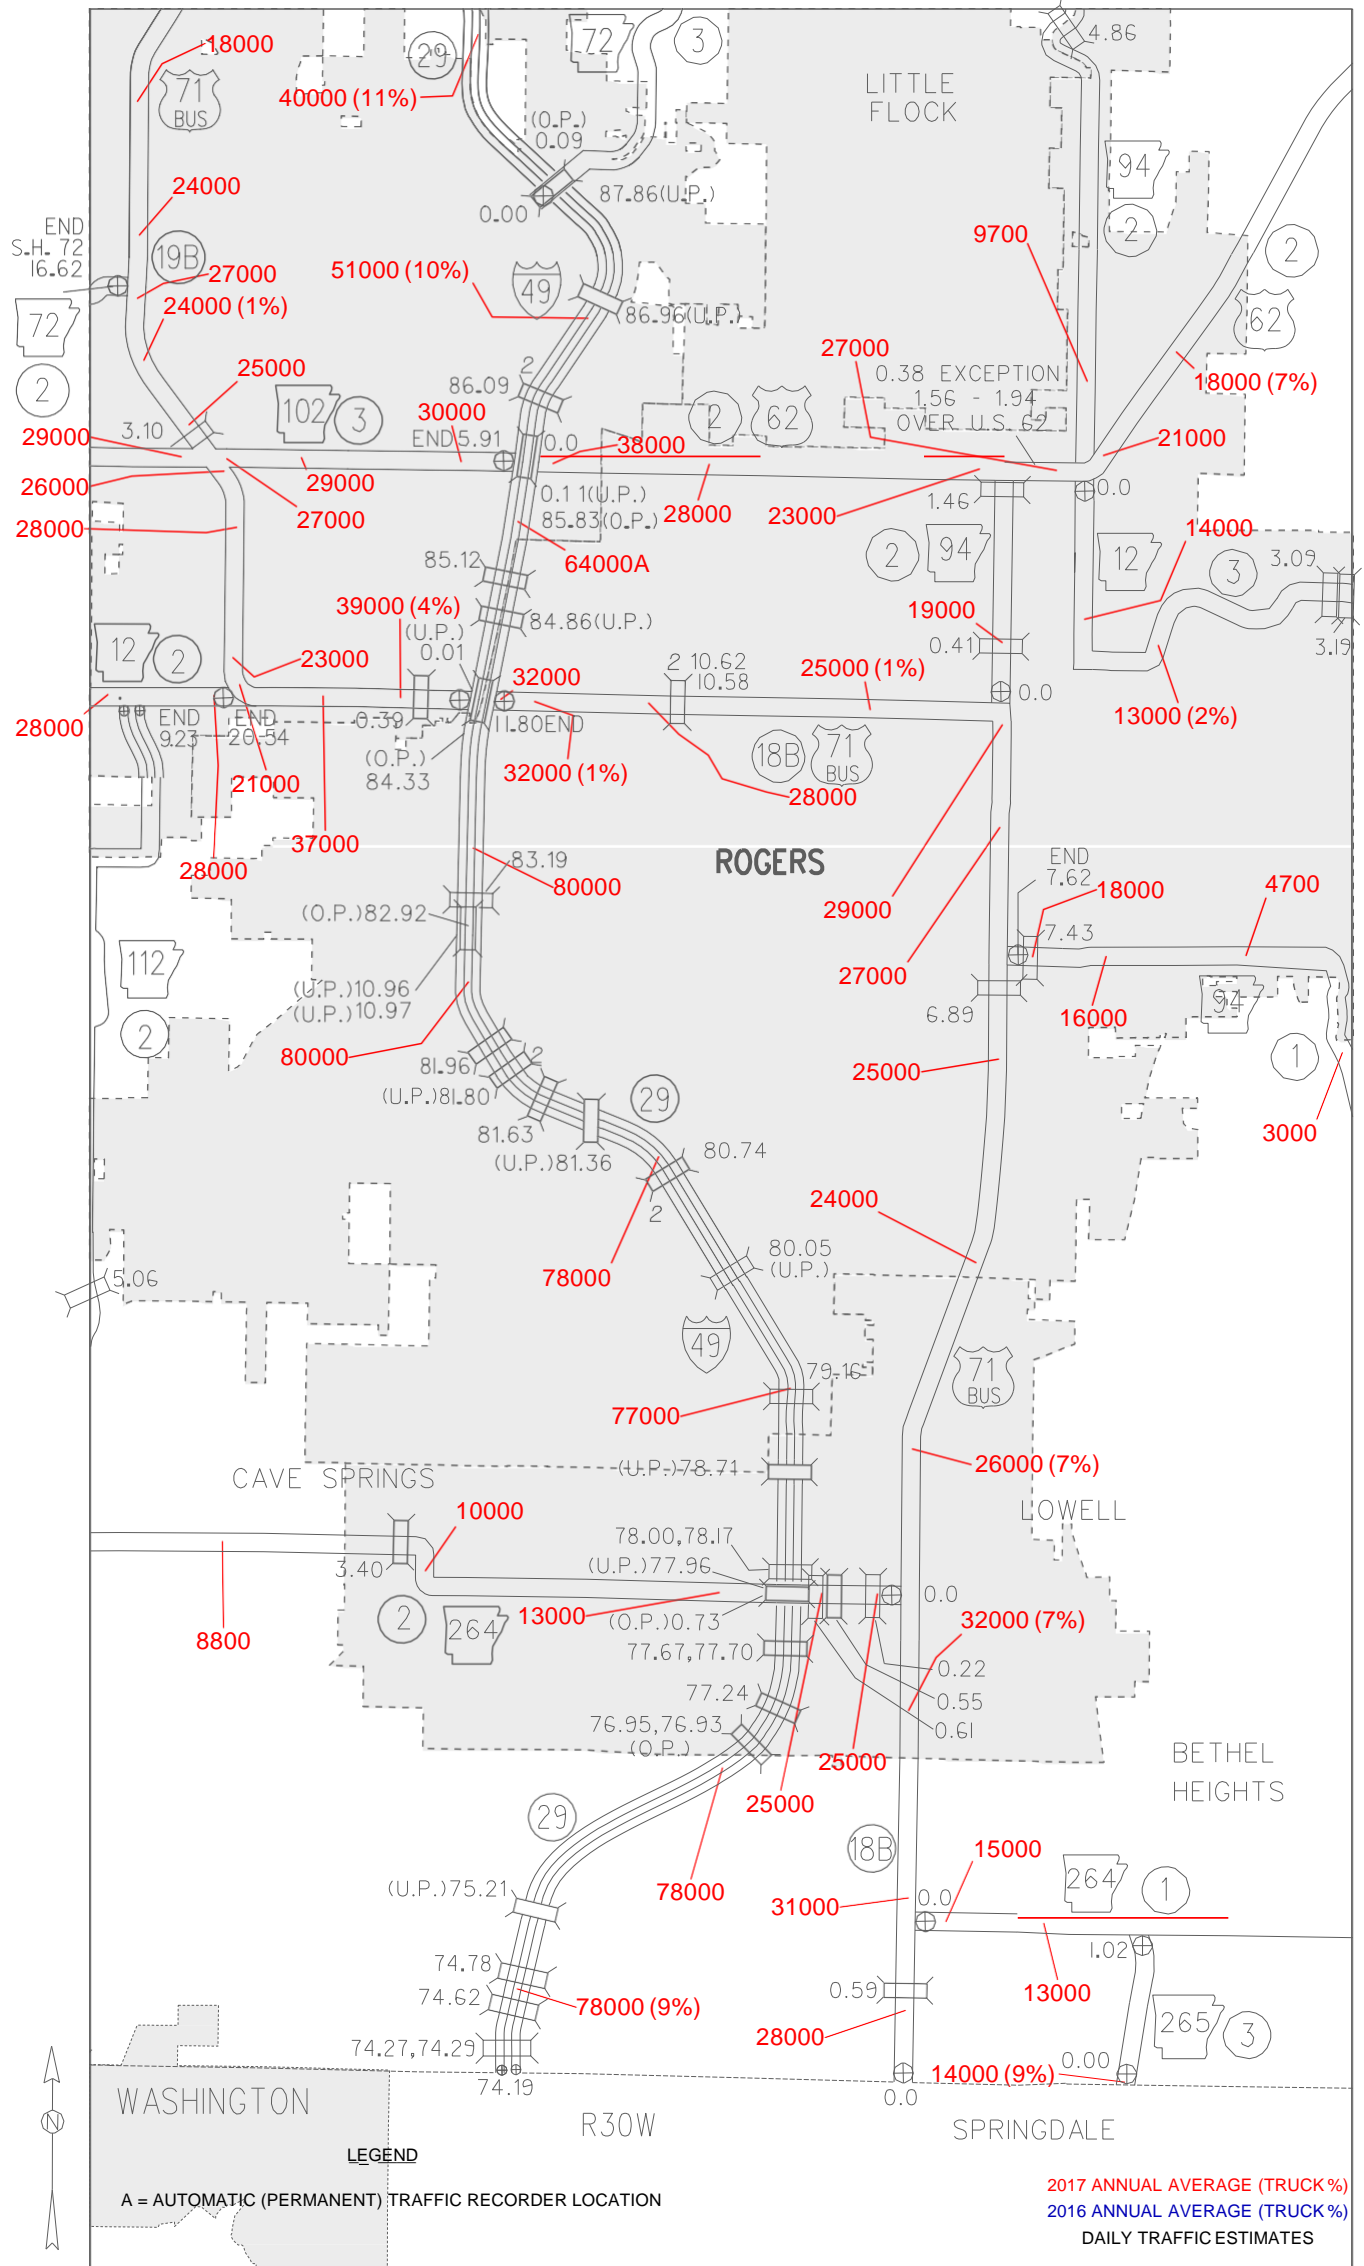 4.86
18000
29
72
3
71
BUS
40000 (11%)
LITTLE
FLOCK
(O.P.)
0.09
94
24000
87.86(U.P.)
0.00
2
9700
2
END
S.H. 72
16.62
19B
27000
51000 (10%)
49
24000 (1%)
86.96(U.P.)
62
72
27000
0.38 EXCEPTION
1.56 - 1.94
OVER U.S. 62
18000 (7%)
2
25000
2
86.09
102
3
30000
2
62
3.10
END 5.91
0.0
38000
21000
29000
26000
29000
27000
0.11(U.P.)
85.83(O.P.)
28000
23000
1.46
0.0
28000
64000A
2
94
14000
12
3
3.09
85.12
39000 (4%)
(U.P.)
0.01
84.86(U.P.)
19000
0.41
3.19
12
2
23000
2 10.62
10.58
25000 (1%)
32000
0.0
13000 (2%)
28000
END
9.23
END
20.54
0.39
11.80END
(O.P.)
84.33
32000 (1%)
18B
71
BUS
21000
28000
37000
28000
83.19
ROGERS
END
7.62
80000
18000
4700
29000
(O.P.)82.92
7.43
112
27000
94
(U.P.)10.96
(U.P.)10.97
6.89
16000
2
80000
81.96
2
25000
1
(U.P.)81.80
29
81.63
3000
(U.P.)81.36
80.74
2
24000
80.05
(U.P.)
78000
5.06
49
79.16
71
BUS
77000
26000 (7%)
(U.P.)78.71
CAVE SPRINGS
LOWELL
10000
78.00,78.17
(U.P.)77.96
3.40
0.0
2
264
13000
(O.P.)0.73
32000 (7%)
8800
77.67,77.70
0.22
77.24
0.55
76.95,76.93
(O.P.)
0.61
25000
BETHEL
HEIGHTS
25000
29
18B
15000
264
1
(U.P.)75.21
78000
31000
0.0
1.02
74.78
0.59
13000
74.62
78000 (9%)
28000
265
3
74.27,74.29
0.00
14000 (9%)
74.19
0.0
WASHINGTON
R30W
SPRINGDALE
N
LEGEND
A = AUTOMATIC (PERMANENT) TRAFFIC RECORDER LOCATION
2017 ANNUAL AVERAGE (TRUCK %)
2016 ANNUAL AVERAGE (TRUCK %)
DAILY TRAFFIC ESTIMATES